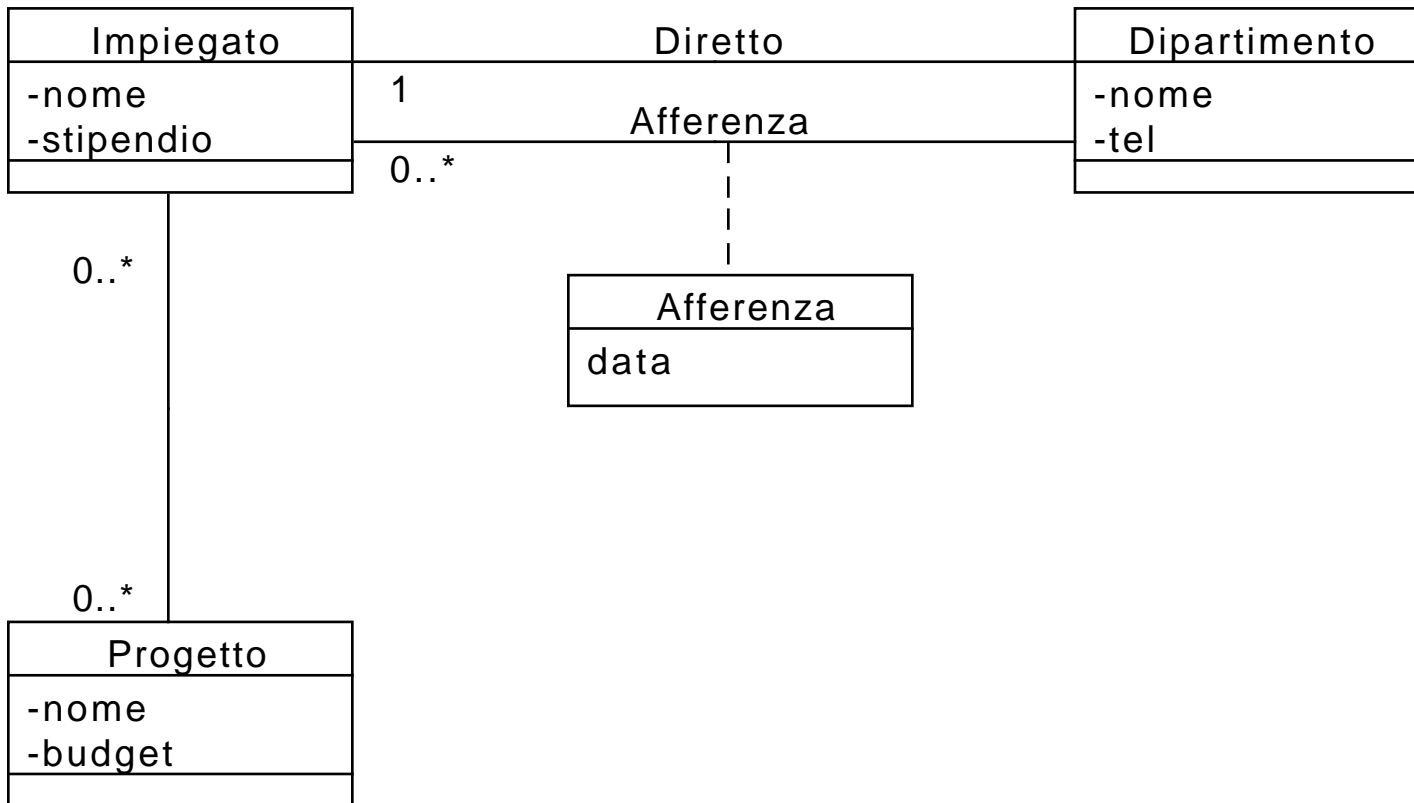 Impiegato
-nome
-stipendio
Diretto
1
Afferenza
0..*
Dipartimento
-nome
-tel
0..*
Afferenza
data
0..*
Progetto
-nome
-budget